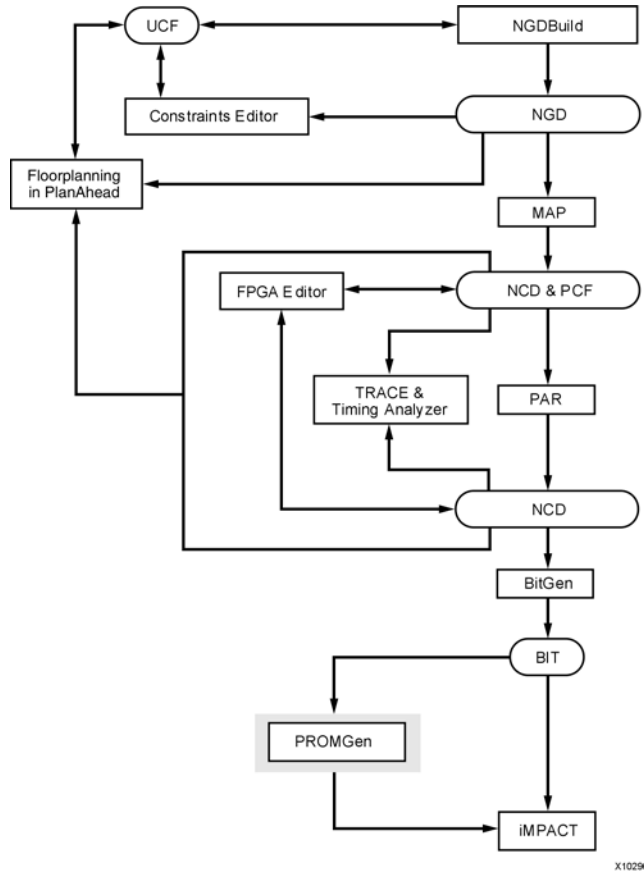 UCF
NGDBuild
Constraints Editor
NGD
Floorplanning
in PlanAhead
MAP
FPGA Editor
NCD & PCF
TRACE &
Timing Analyzer
PAR
NCD
BitGen
BIT
PROMGen
iMPACT